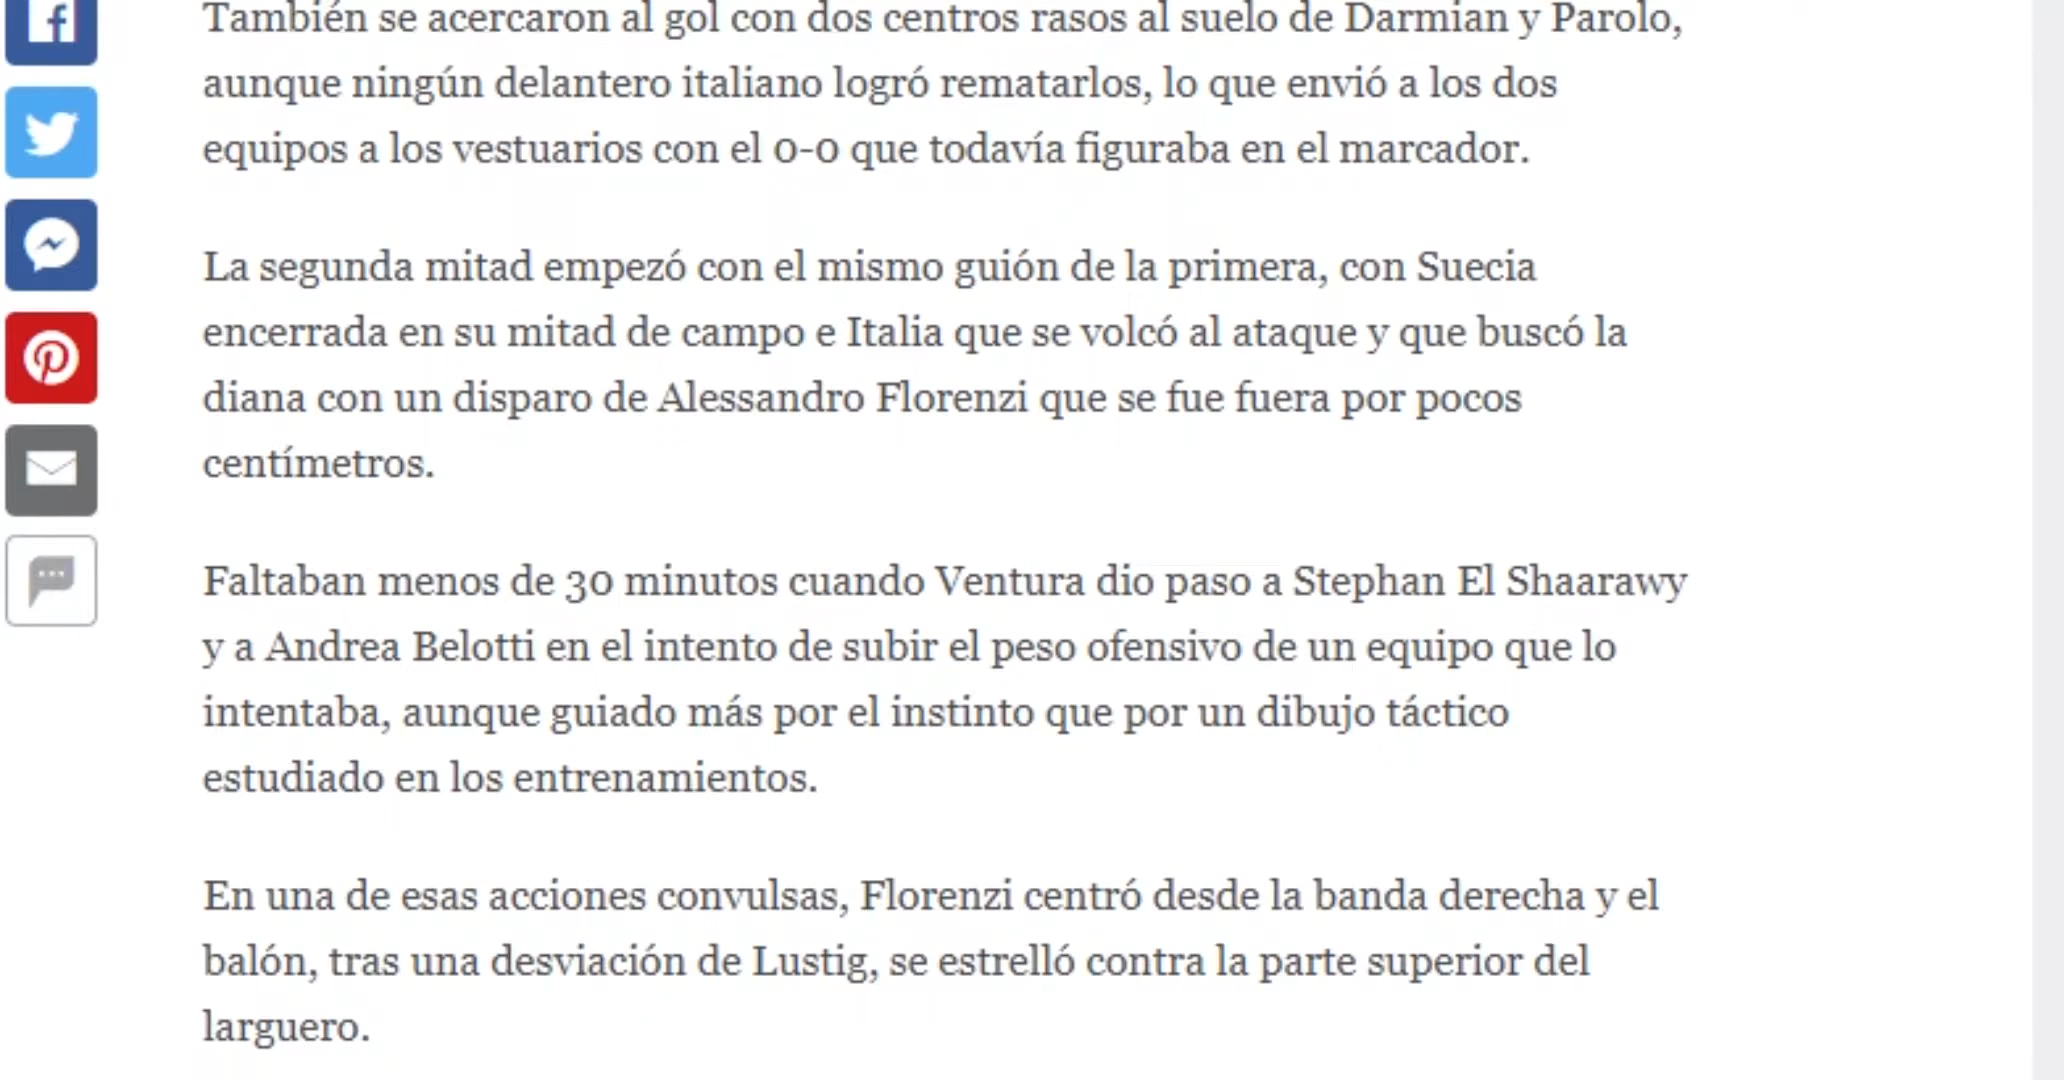 También se acercaron al gol con dos centros rasos al suelo de Darmian y Parolo,
aunque ningún delantero italiano logró rematarlos, lo que envió a los dos
equipos a los vestuarios con el 0-0 que todavía figuraba en el marcador.
La segunda mitad empezó con el mismo guión de la primera, con Suecia
encerrada en su mitad de campo e Italia que se volcó al ataque y que buscó la
diana con un disparo de Alessandro Florenzi que se fue fuera por pocos
centímetros.
Faltaban menos de 30 minutos cuando Ventura dio paso a Stephan El Shaarawy
y a Andrea Belotti en el intento de subir el peso ofensivo de un equipo que lo
intentaba, aunque guiado más por el instinto que por un dibujo táctico
estudiado en los entrenamientos.
En una de esas acciones convulsas, Florenzi centró desde la banda derecha y el
balón, tras una desviación de Lustig, se estrelló contra la parte superior del
larguero.